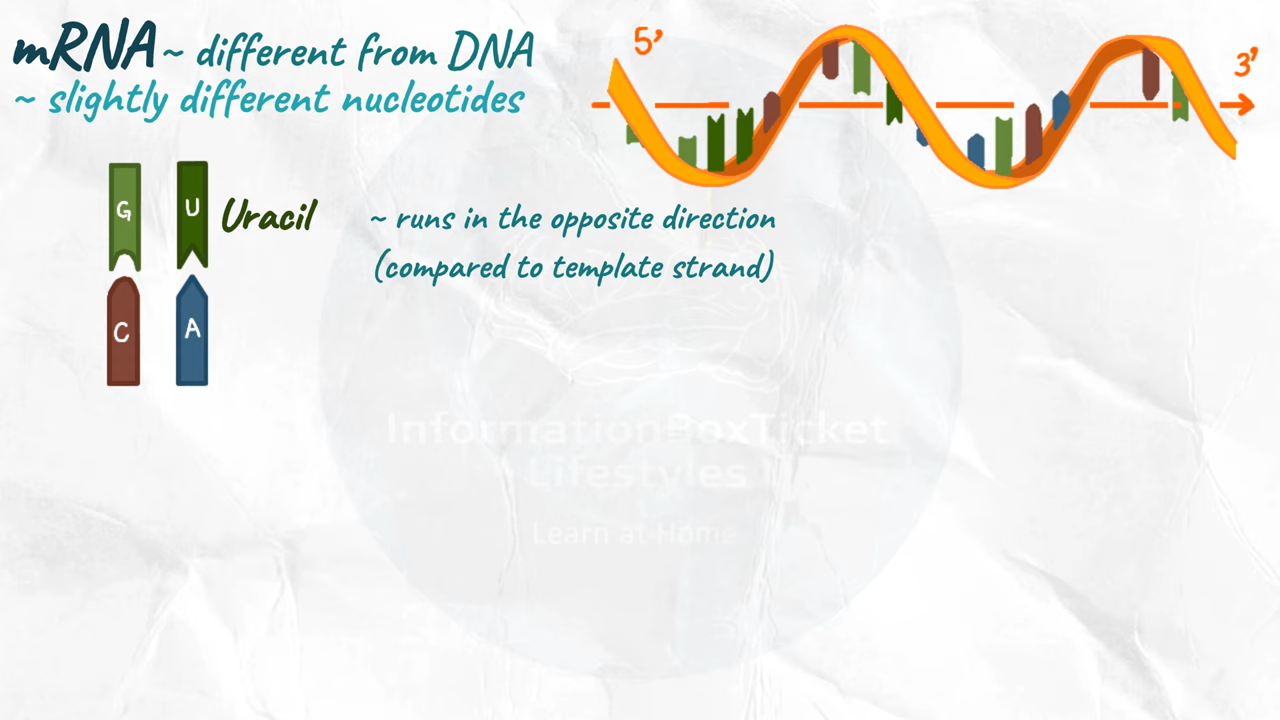 mRNA ~ different from DNA
~ slightly different nucleotides
5’
3’
G
U
Uracil
C
A
~ runs in the opposite direction
(compared to template strand)
InformationBoxTicket
Lifestyles
Learn at Home